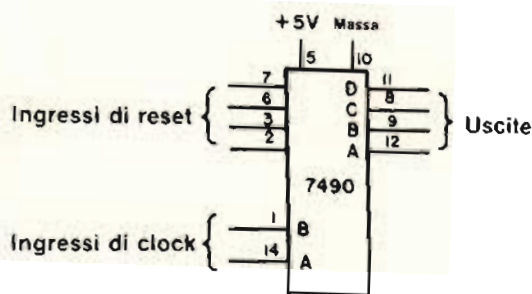 +5V Massa
5 10
7 11
D
6 8
C
Ingressi di reset
3 9
B
Uscite
2 12
A
7490
1
B
Ingressi di clock
14
A